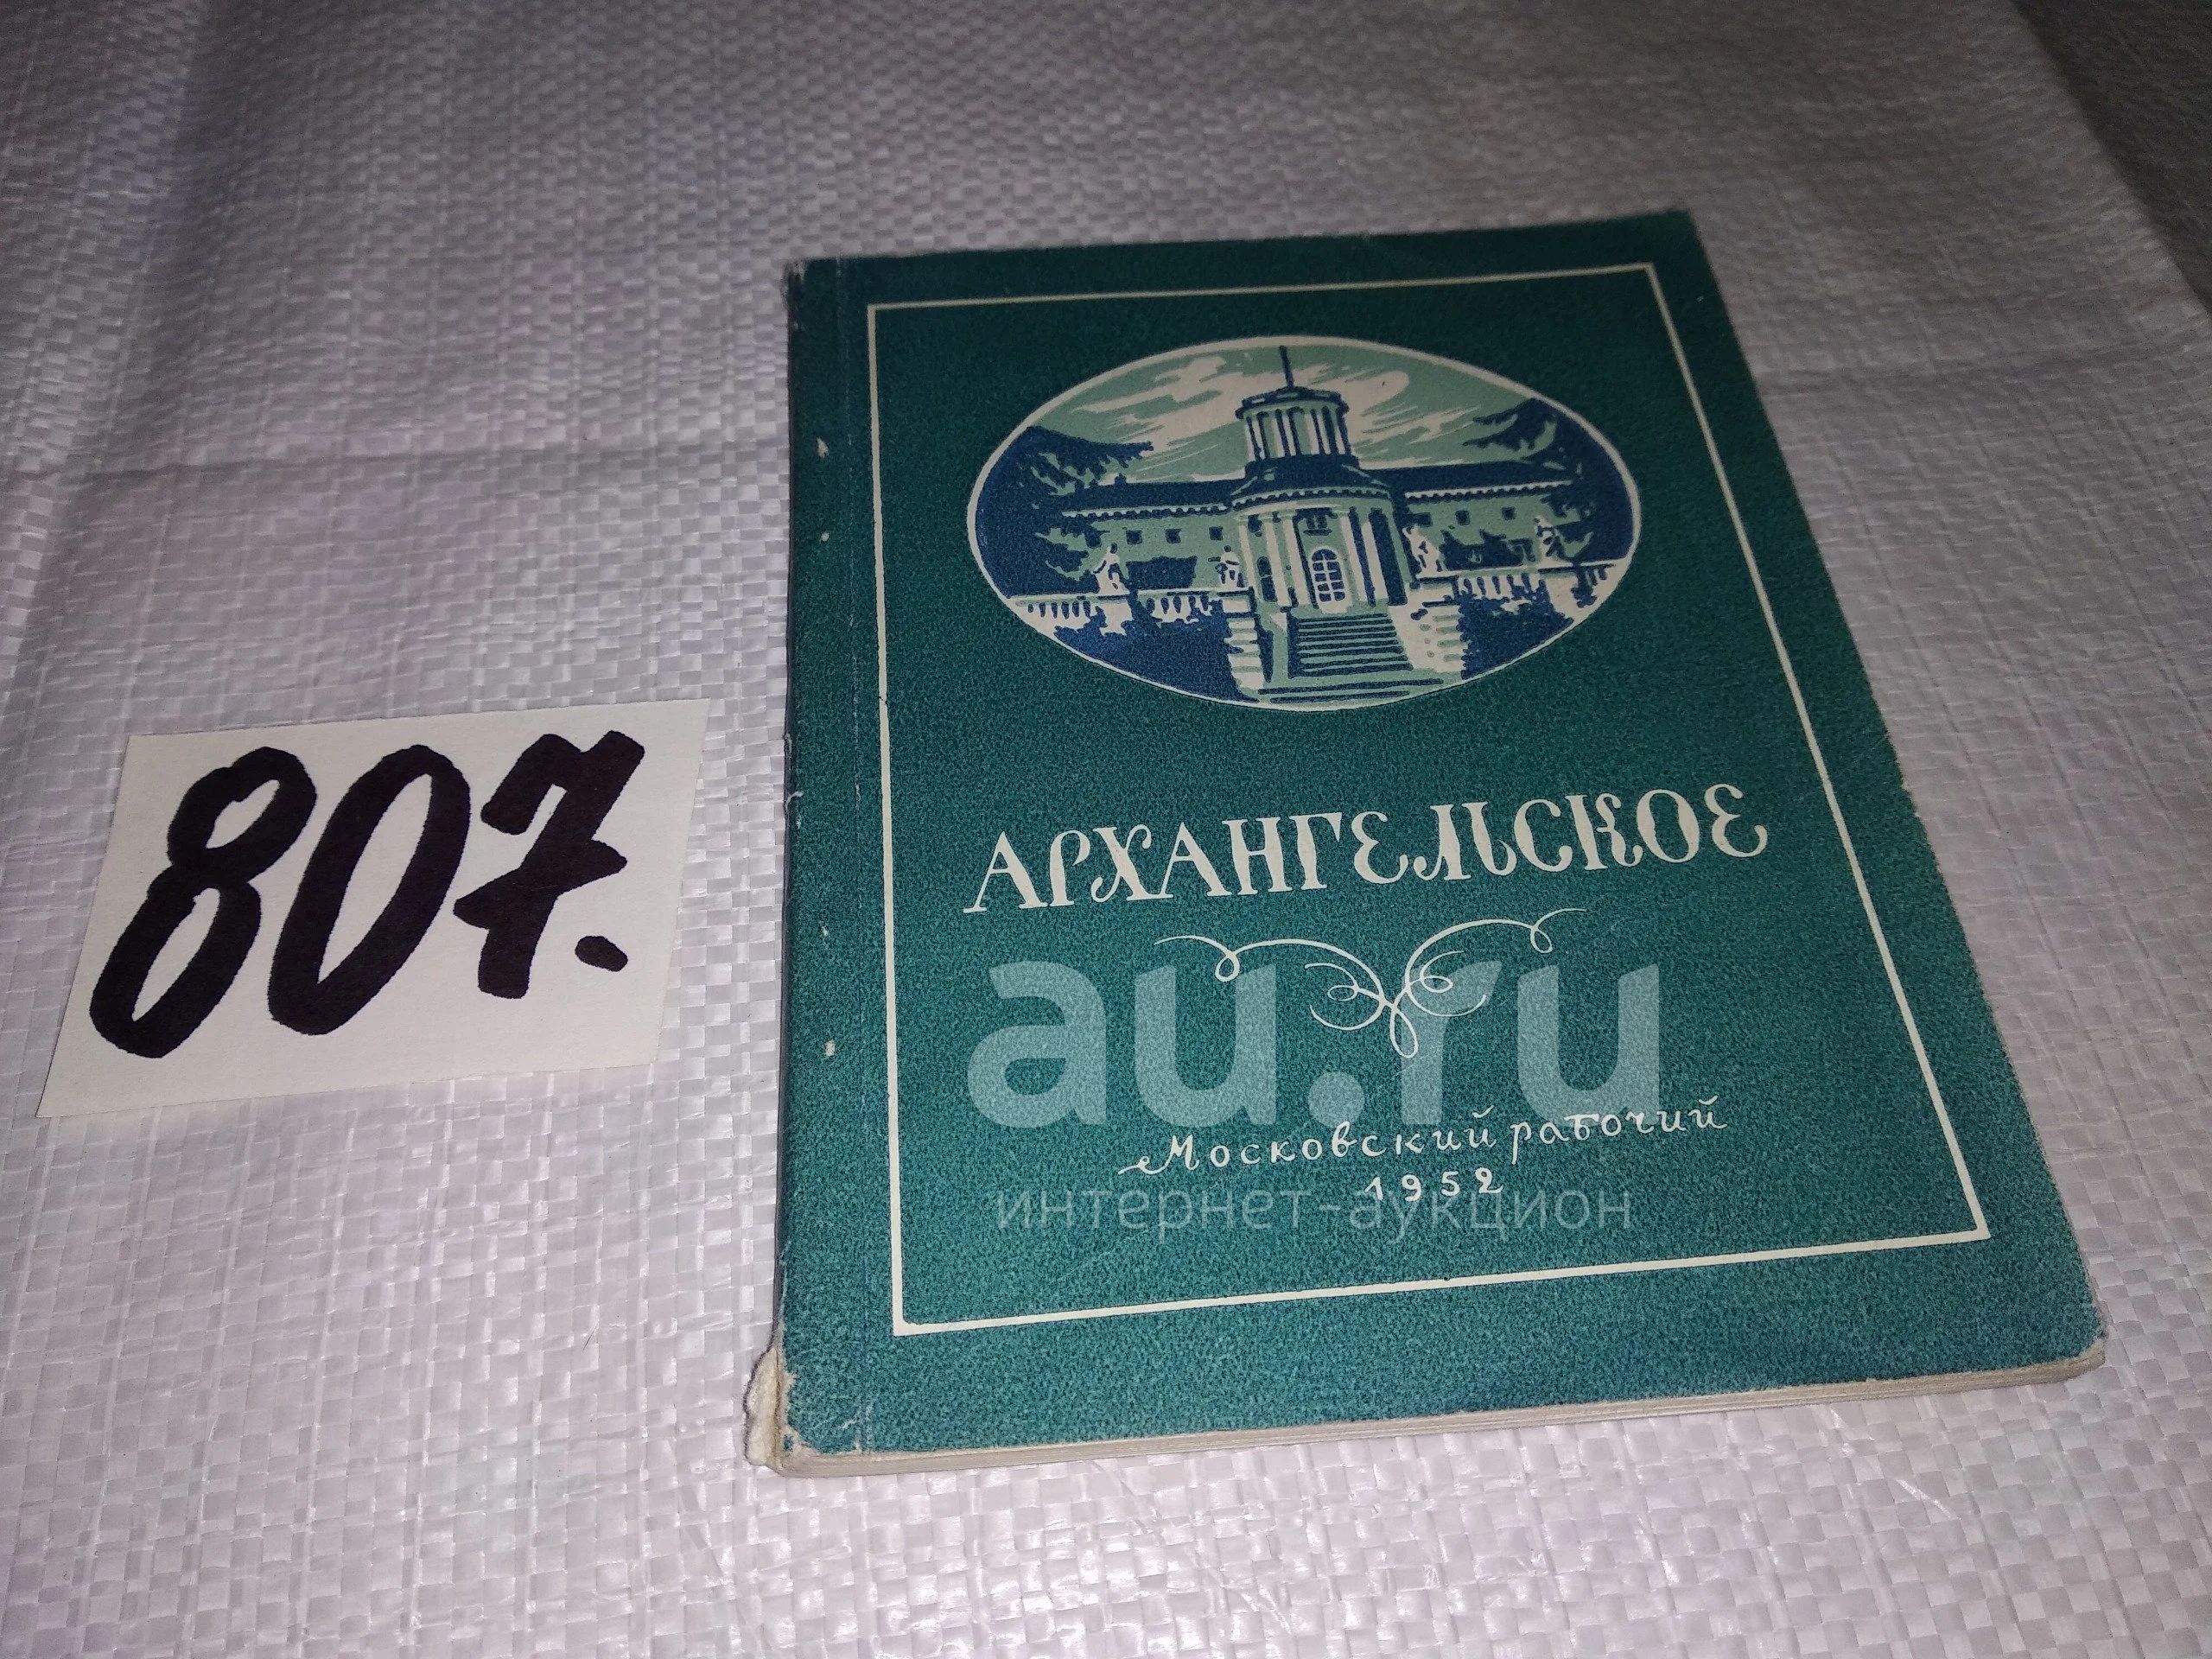 807.
АРХАНГЕЛЬСКОЕ
au.ru
Московский рабочий
1952
интернет-аукцион